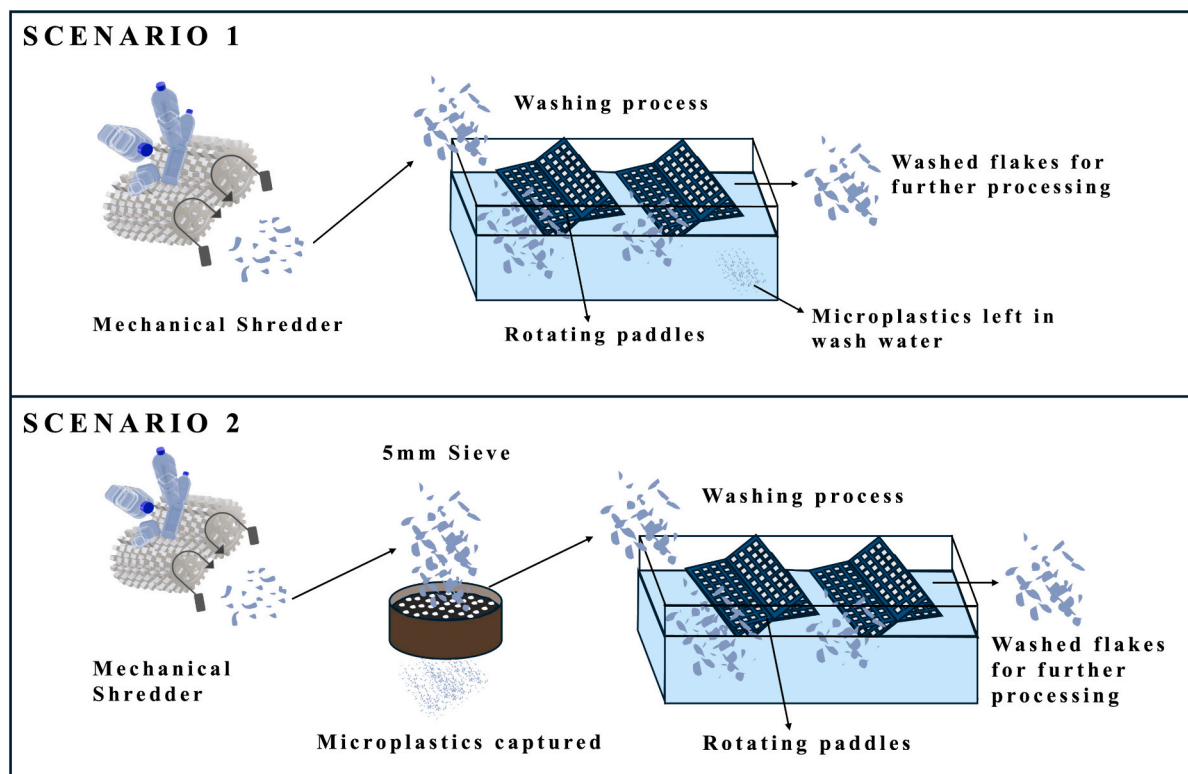 SCENARIO 1
Washing process
Washed flakes for
further processing
Mechanical Shredder
Rotating paddles
Microplastics left in
wash water
SCENARIO 2
5mm Sieve
Washing process
Mechanical
Shredder
Microplastics captured
Rotating paddles
Washed flakes
for further
processing